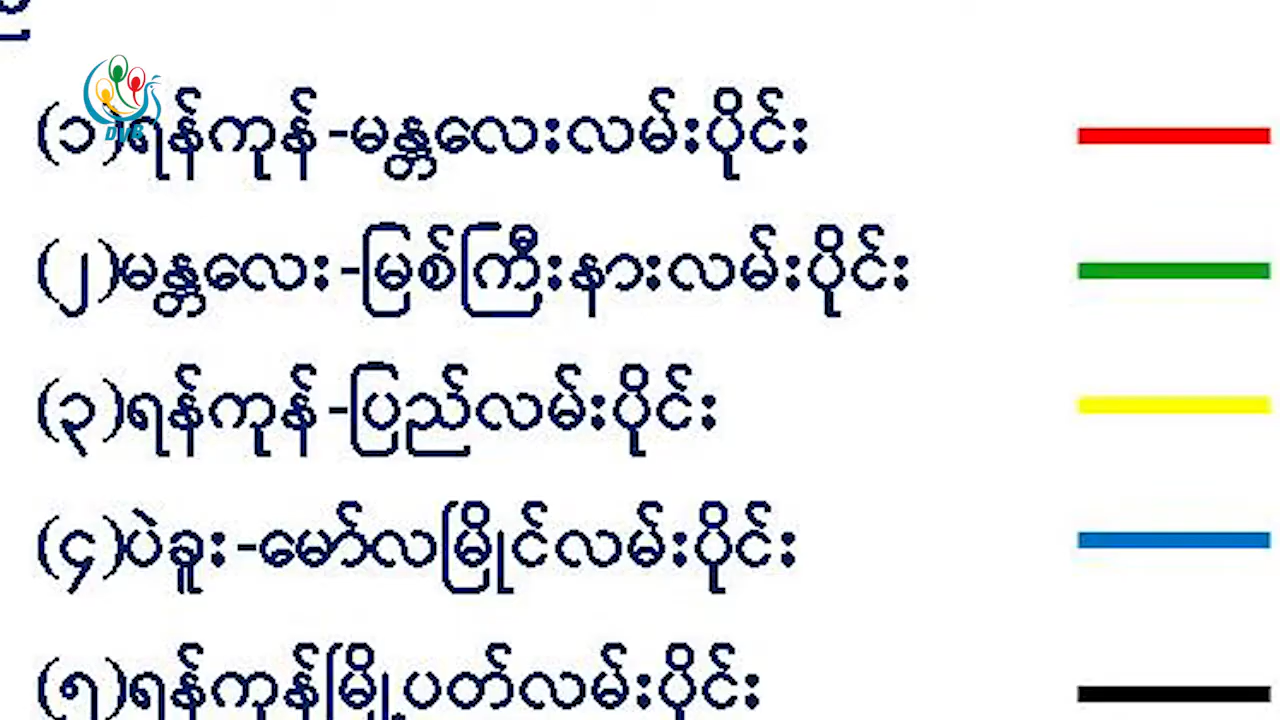 DVB
(၁)ရန်ကုန်-မန္တလေးလမ်းပိုင်း
(၂)မန္တလေး-မြစ်ကြီးနားလမ်းပိုင်း
(၃)ရန်ကုန်-ပြည်လမ်းပိုင်း
(၄)ပဲခူး-မော်လမြိုင်လမ်းပိုင်း
(၅)ရန်ကုန်မြို့ပတ်လမ်းပိုင်း